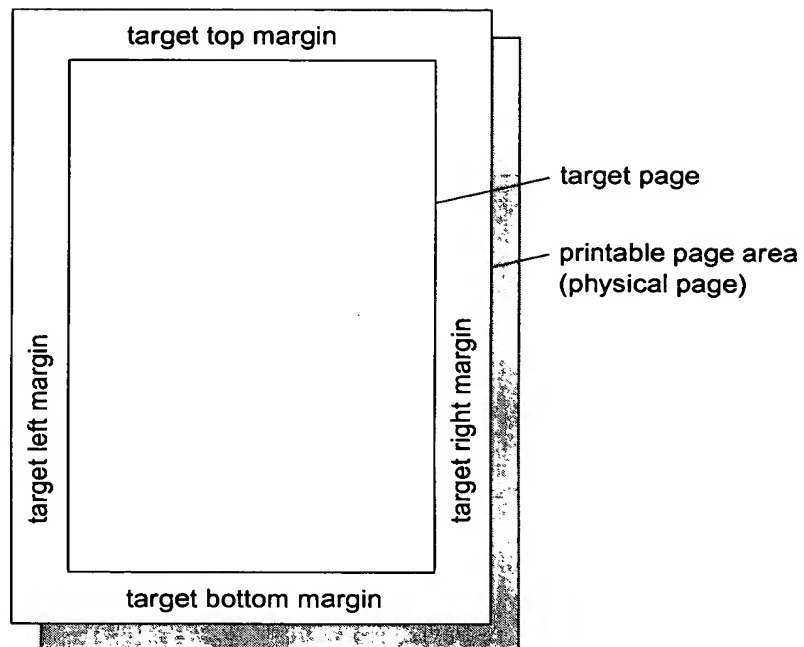 target top margin
target page
printable page area
(physical page)
target left margin
target right margin
target bottom margin